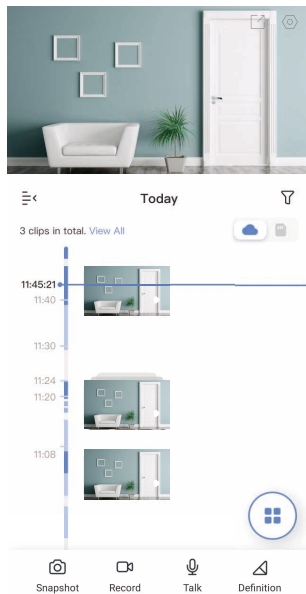 Today
3 clips in total. View All
11:45:21
11:40
11:30
11:24
11:20
11:08
Snapshot Record Talk Definition